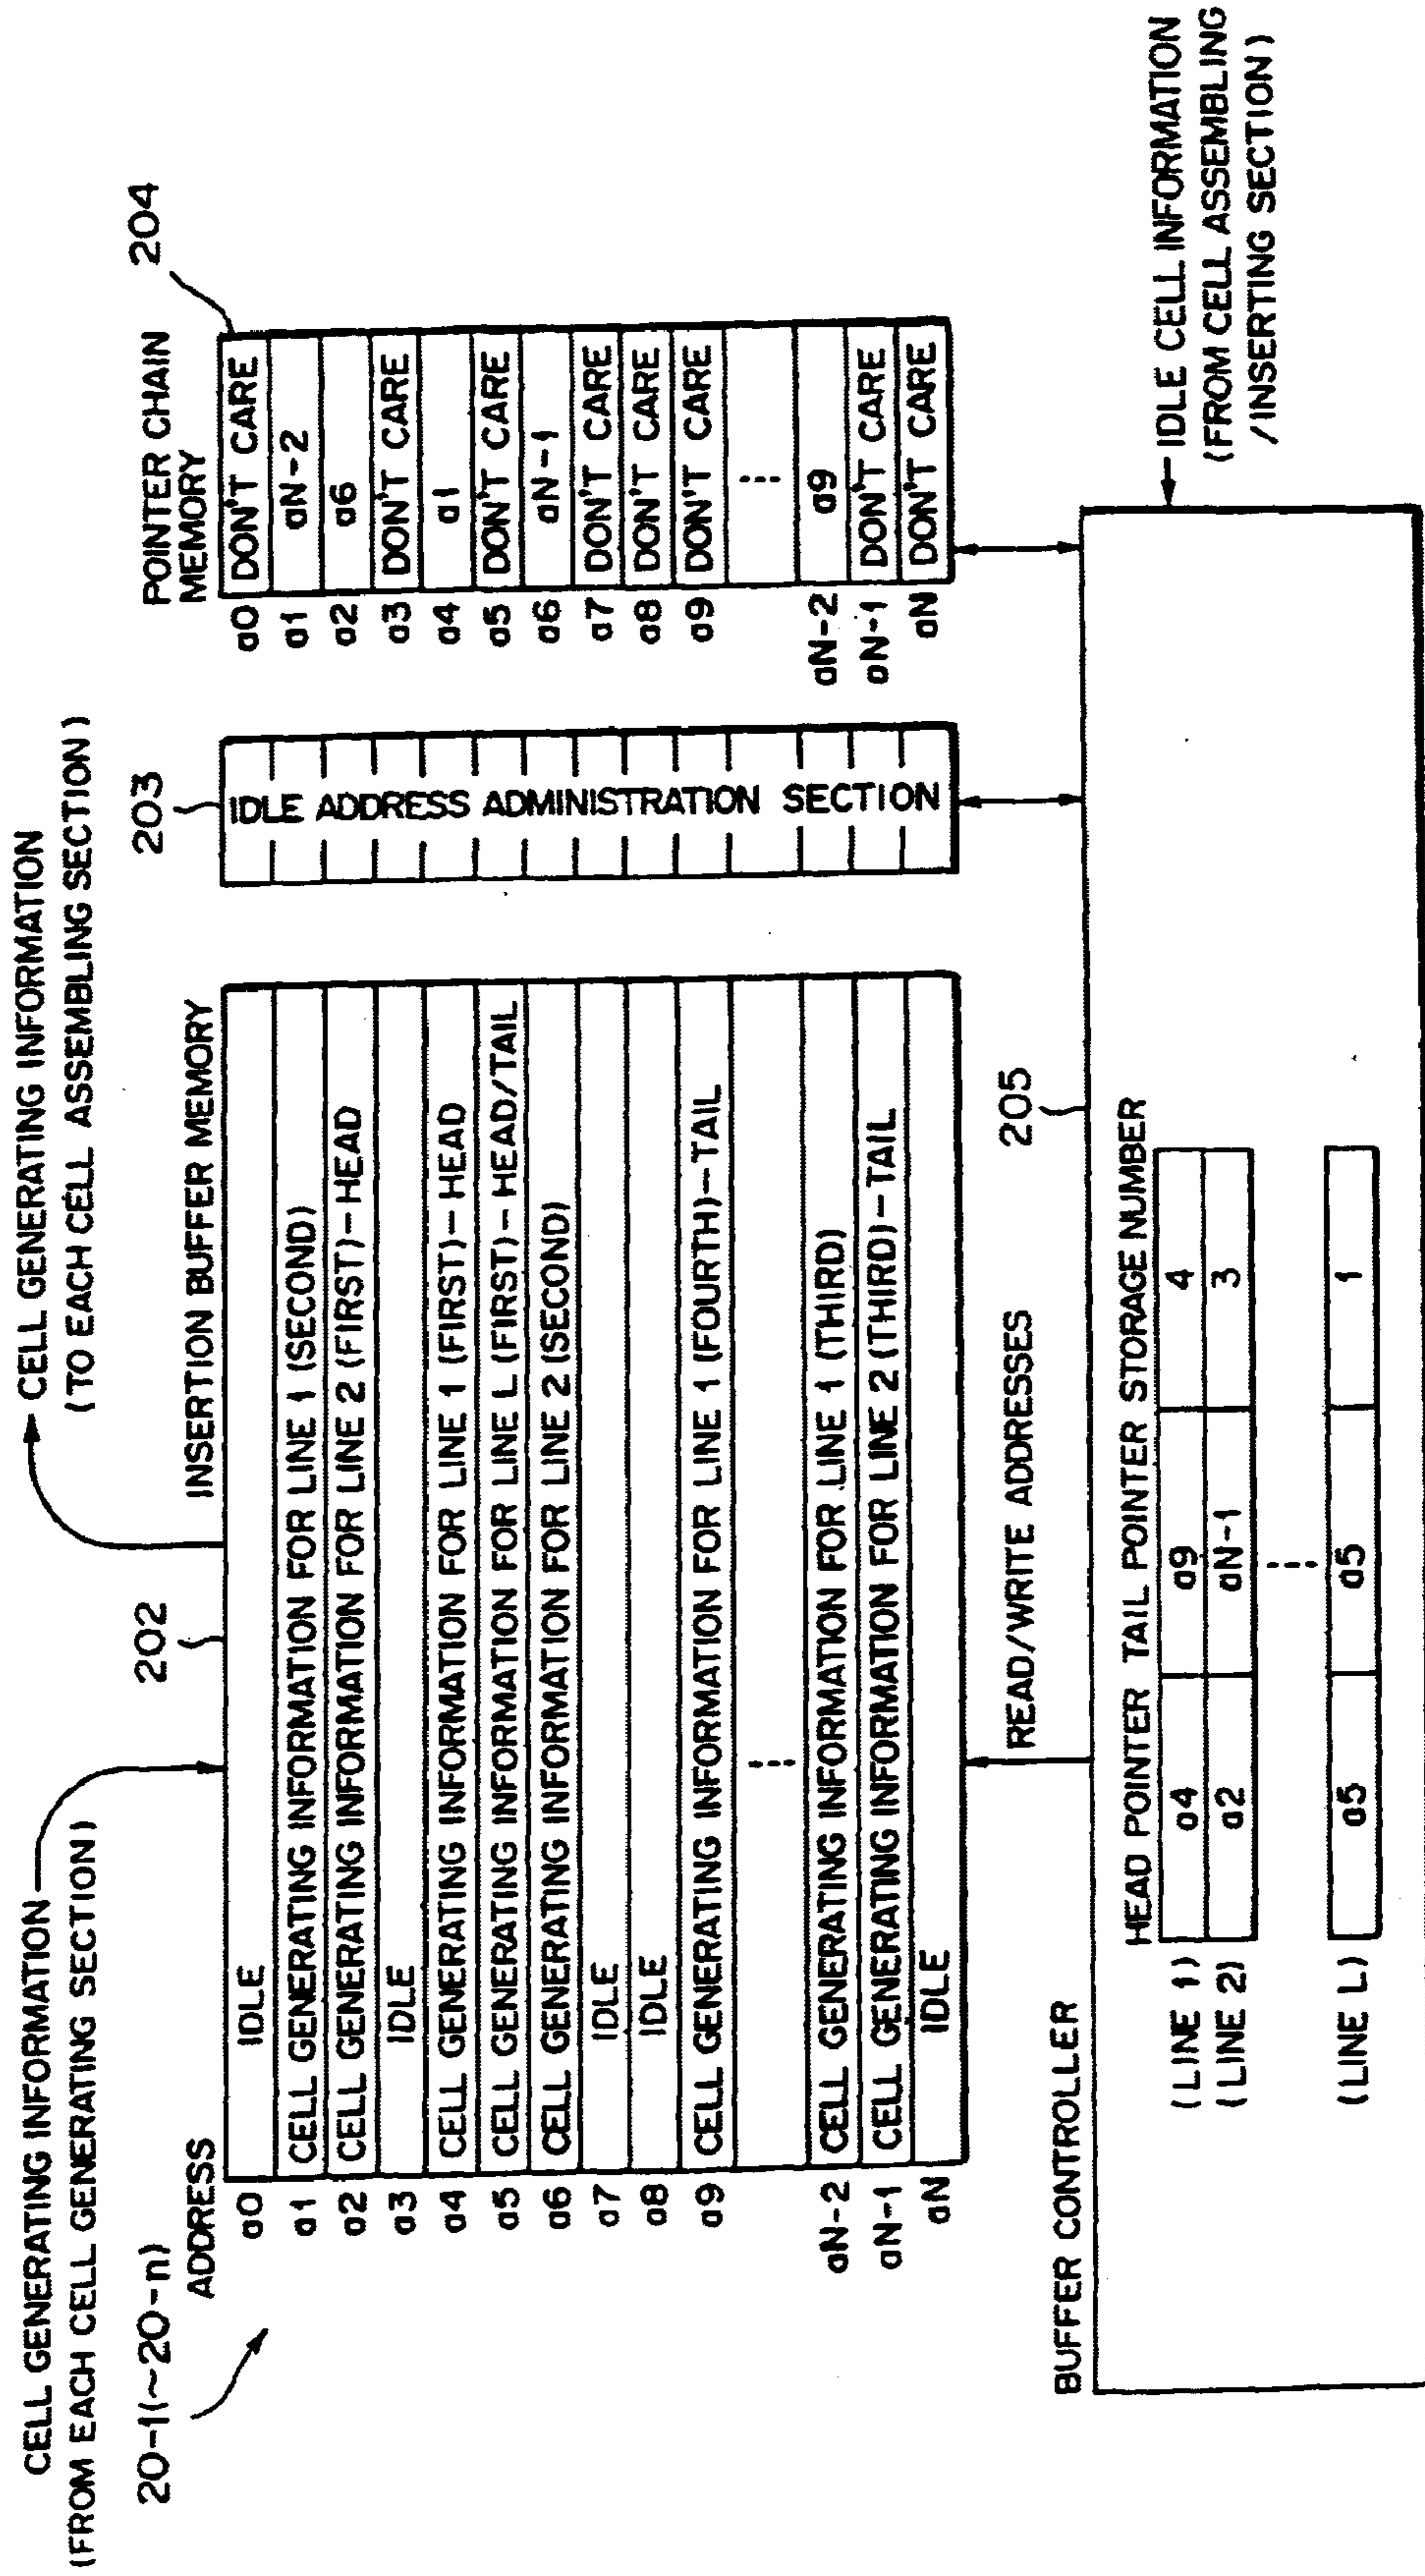 CELL GENERATING INFORMATION
(FROM EACH CELL GENERATING SECTION)
CELL GENERATING INFORMATION
(TO EACH CELL ASSEMBLING SECTION)
20-1(~20-n)
202
203
204
ADDRESS
INSERTION BUFFER MEMORY
POINTER CHAIN
MEMORY
a0 IDLE
a1 CELL GENERATING INFORMATION FOR LINE 1 (SECOND)
a2 CELL GENERATING INFORMATION FOR LINE 2 (FIRST)-HEAD
a3 IDLE
a4 CELL GENERATING INFORMATION FOR LINE 1 (FIRST)-HEAD
a5 CELL GENERATING INFORMATION FOR LINE L (FIRST)-HEAD/TAIL
a6 CELL GENERATING INFORMATION FOR LINE 2 (SECOND)
a7 IDLE
a8 IDLE
a9 CELL GENERATING INFORMATION FOR LINE 1 (FOURTH)-TAIL
aN-2 CELL GENERATING INFORMATION FOR LINE 1 (THIRD)
aN-1 CELL GENERATING INFORMATION FOR LINE 2 (THIRD)-TAIL
aN IDLE
IDLE ADDRESS ADMINISTRATION SECTION
a0 DON'T CARE
a1 aN-2
a2 a6
a3 DON'T CARE
a4 a1
a5 DON'T CARE
a6 aN-1
a7 DON'T CARE
a8 DON'T CARE
a9 DON'T CARE
aN-2 a9
aN-1 DON'T CARE
aN DON'T CARE
READ/WRITE ADDRESSES
205
BUFFER CONTROLLER
HEAD POINTER TAIL POINTER STORAGE NUMBER
(LINE 1) a4 a9 4
(LINE 2) a2 aN-1 3
(LINE L) a5 a5 1
IDLE CELL INFORMATION
(FROM CELL ASSEMBLING
/INSERTING SECTION)